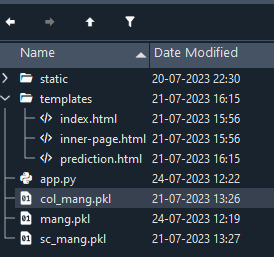 Name Date Modified
static 20-07-2023 22:30
templates 21-07-2023 16:15
index.html 21-07-2023 15:56
inner-page.html 21-07-2023 15:56
prediction.html 21-07-2023 16:15
app.py 24-07-2023 12:22
col_mang.pkl 21-07-2023 13:26
mang.pkl 24-07-2023 12:19
sc_mang.pkl 21-07-2023 13:27